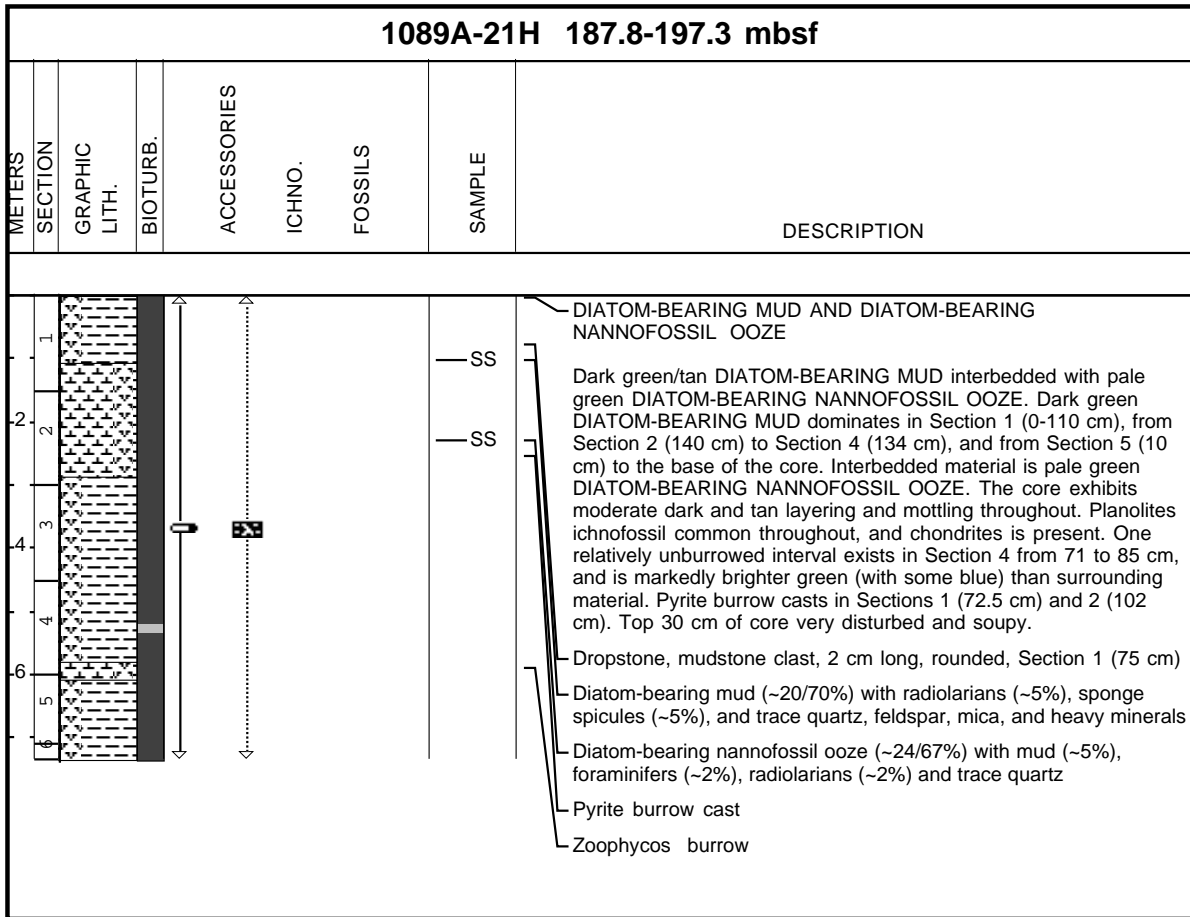 1089A-21H 187.8-197.3 mbsf
METERS
SECTION
GRAPHIC
LITH.
BIOTURB.
ACCESSORIES
ICHNO.
FOSSILS
SAMPLE
DESCRIPTION
1
2
3
4
5
6
2
4
6
SS
SS
DIATOM-BEARING MUD AND DIATOM-BEARING
NANNOFOSSIL OOZE
Dark green/tan DIATOM-BEARING MUD interbedded with pale
green DIATOM-BEARING NANNOFOSSIL OOZE. Dark green
DIATOM-BEARING MUD dominates in Section 1 (0-110 cm), from
Section 2 (140 cm) to Section 4 (134 cm), and from Section 5 (10
cm) to the base of the core. Interbedded material is pale green
DIATOM-BEARING NANNOFOSSIL OOZE. The core exhibits
moderate dark and tan layering and mottling throughout. Planolites
ichnofossil common throughout, and chondrites is present. One
relatively unburrowed interval exists in Section 4 from 71 to 85 cm,
and is markedly brighter green (with some blue) than surrounding
material. Pyrite burrow casts in Sections 1 (72.5 cm) and 2 (102
cm). Top 30 cm of core very disturbed and soupy.
Dropstone, mudstone clast, 2 cm long, rounded, Section 1 (75 cm)
Diatom-bearing mud (~20/70%) with radiolarians (~5%), sponge
spicules (~5%), and trace quartz, feldspar, mica, and heavy minerals
Diatom-bearing nannofossil ooze (~24/67%) with mud (~5%),
foraminifers (~2%), radiolarians (~2%) and trace quartz
Pyrite burrow cast
Zoophycos burrow